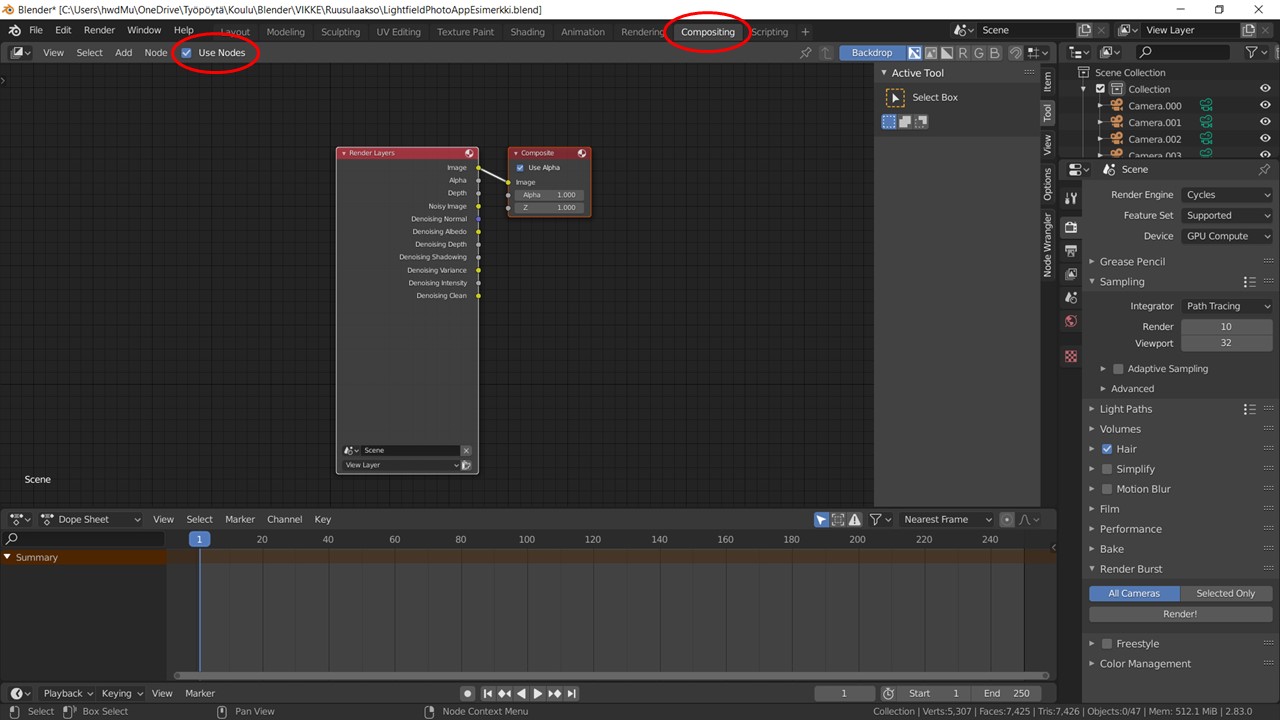 Blender* [C:\Users\hwdMu\OneDrive\Työpöytä\Koulu\Blender\VIKKE\Ruusulaakso\LightfieldPhotoAppEsimerkki.blend]
File Edit Render Window Help Layout Modeling Sculpting UV Editing Texture Paint Shading Animation Rendering Compositing Scripting + Scene View Layer
View Select Add Node Use Nodes Backdrop R G B
Active Tool
Select Box
Item
Tool
View
Options
Node Wrangler
Scene Collection
Collection
Camera.000
Camera.001
Camera.002
Camera.003
Render Layers
Image
Alpha
Depth
Noisy Image
Denoising Normal
Denoising Albedo
Denoising Depth
Denoising Shadowing
Denoising Variance
Denoising Intensity
Denoising Clean
Scene
View Layer
Composite
Use Alpha
Image
Alpha 1.000
Z 1.000
Scene
Scene
Render Engine Cycles
Feature Set Supported
Device GPU Compute
Grease Pencil
Sampling
Integrator Path Tracing
Render 10
Viewport 32
Adaptive Sampling
Advanced
Light Paths
Volumes
Hair
Simplify
Motion Blur
Film
Performance
Bake
Render Burst
All Cameras Selected Only
Render!
Freestyle
Color Management
Dope Sheet View Select Marker Channel Key Nearest Frame
1 20 40 60 80 100 120 140 160 180 200 220 240
Summary
Playback Keying View Marker 1 Start 1 End 250
Select Box Select Pan View Node Context Menu Collection | Verts:5,307 | Faces:7,425 | Tris:7,426 | Objects:0/47 | Mem: 512.1 MiB | 2.83.0